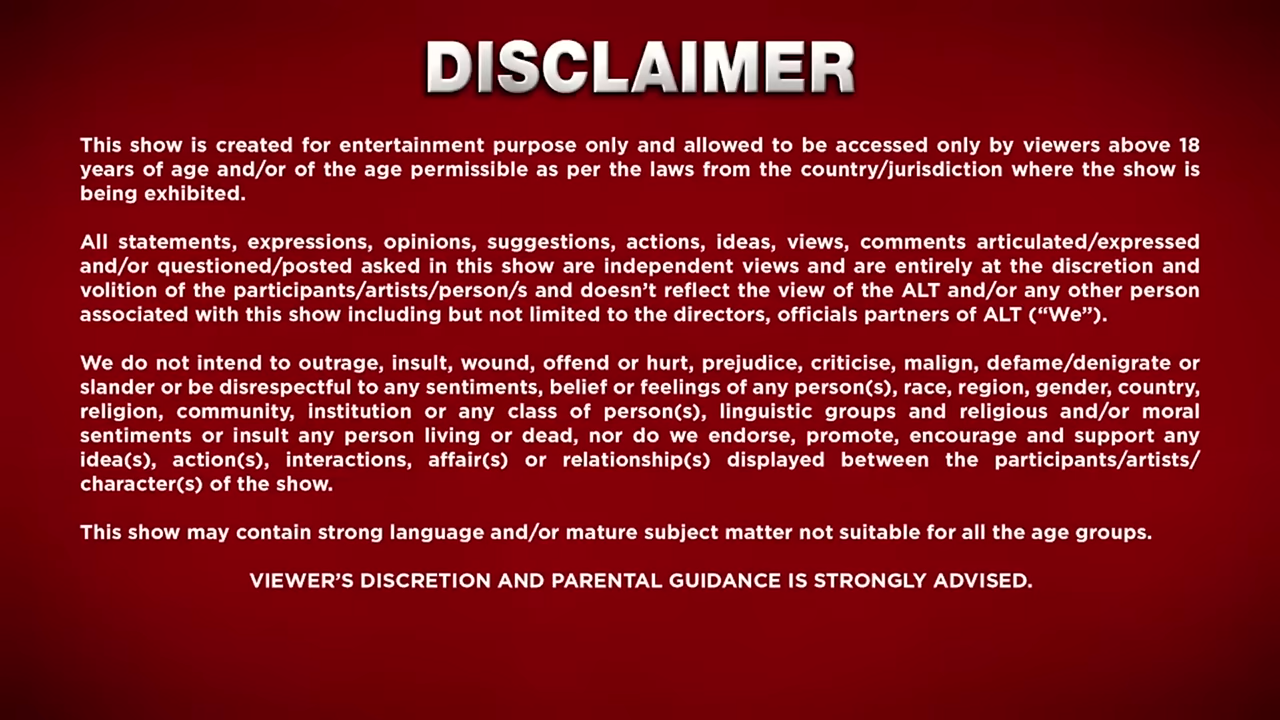 DISCLAIMER
This show is created for entertainment purpose only and allowed to be accessed only by viewers above 18
years of age and/or of the age permissible as per the laws from the country/jurisdiction where the show is
being exhibited.
All statements, expressions, opinions, suggestions, actions, ideas, views, comments articulated/expressed
and/or questioned/posted asked in this show are independent views and are entirely at the discretion and
volition of the participants/artists/person/s and doesn’t reflect the view of the ALT and/or any other person
associated with this show including but not limited to the directors, officials partners of ALT (“We”).
We do not intend to outrage, insult, wound, offend or hurt, prejudice, criticise, malign, defame/denigrate or
slander or be disrespectful to any sentiments, belief or feelings of any person(s), race, region, gender, country,
religion, community, institution or any class of person(s), linguistic groups and religious and/or moral
sentiments or insult any person living or dead, nor do we endorse, promote, encourage and support any
idea(s), action(s), interactions, affair(s) or relationship(s) displayed between the participants/artists/
character(s) of the show.
This show may contain strong language and/or mature subject matter not suitable for all the age groups.
VIEWER’S DISCRETION AND PARENTAL GUIDANCE IS STRONGLY ADVISED.